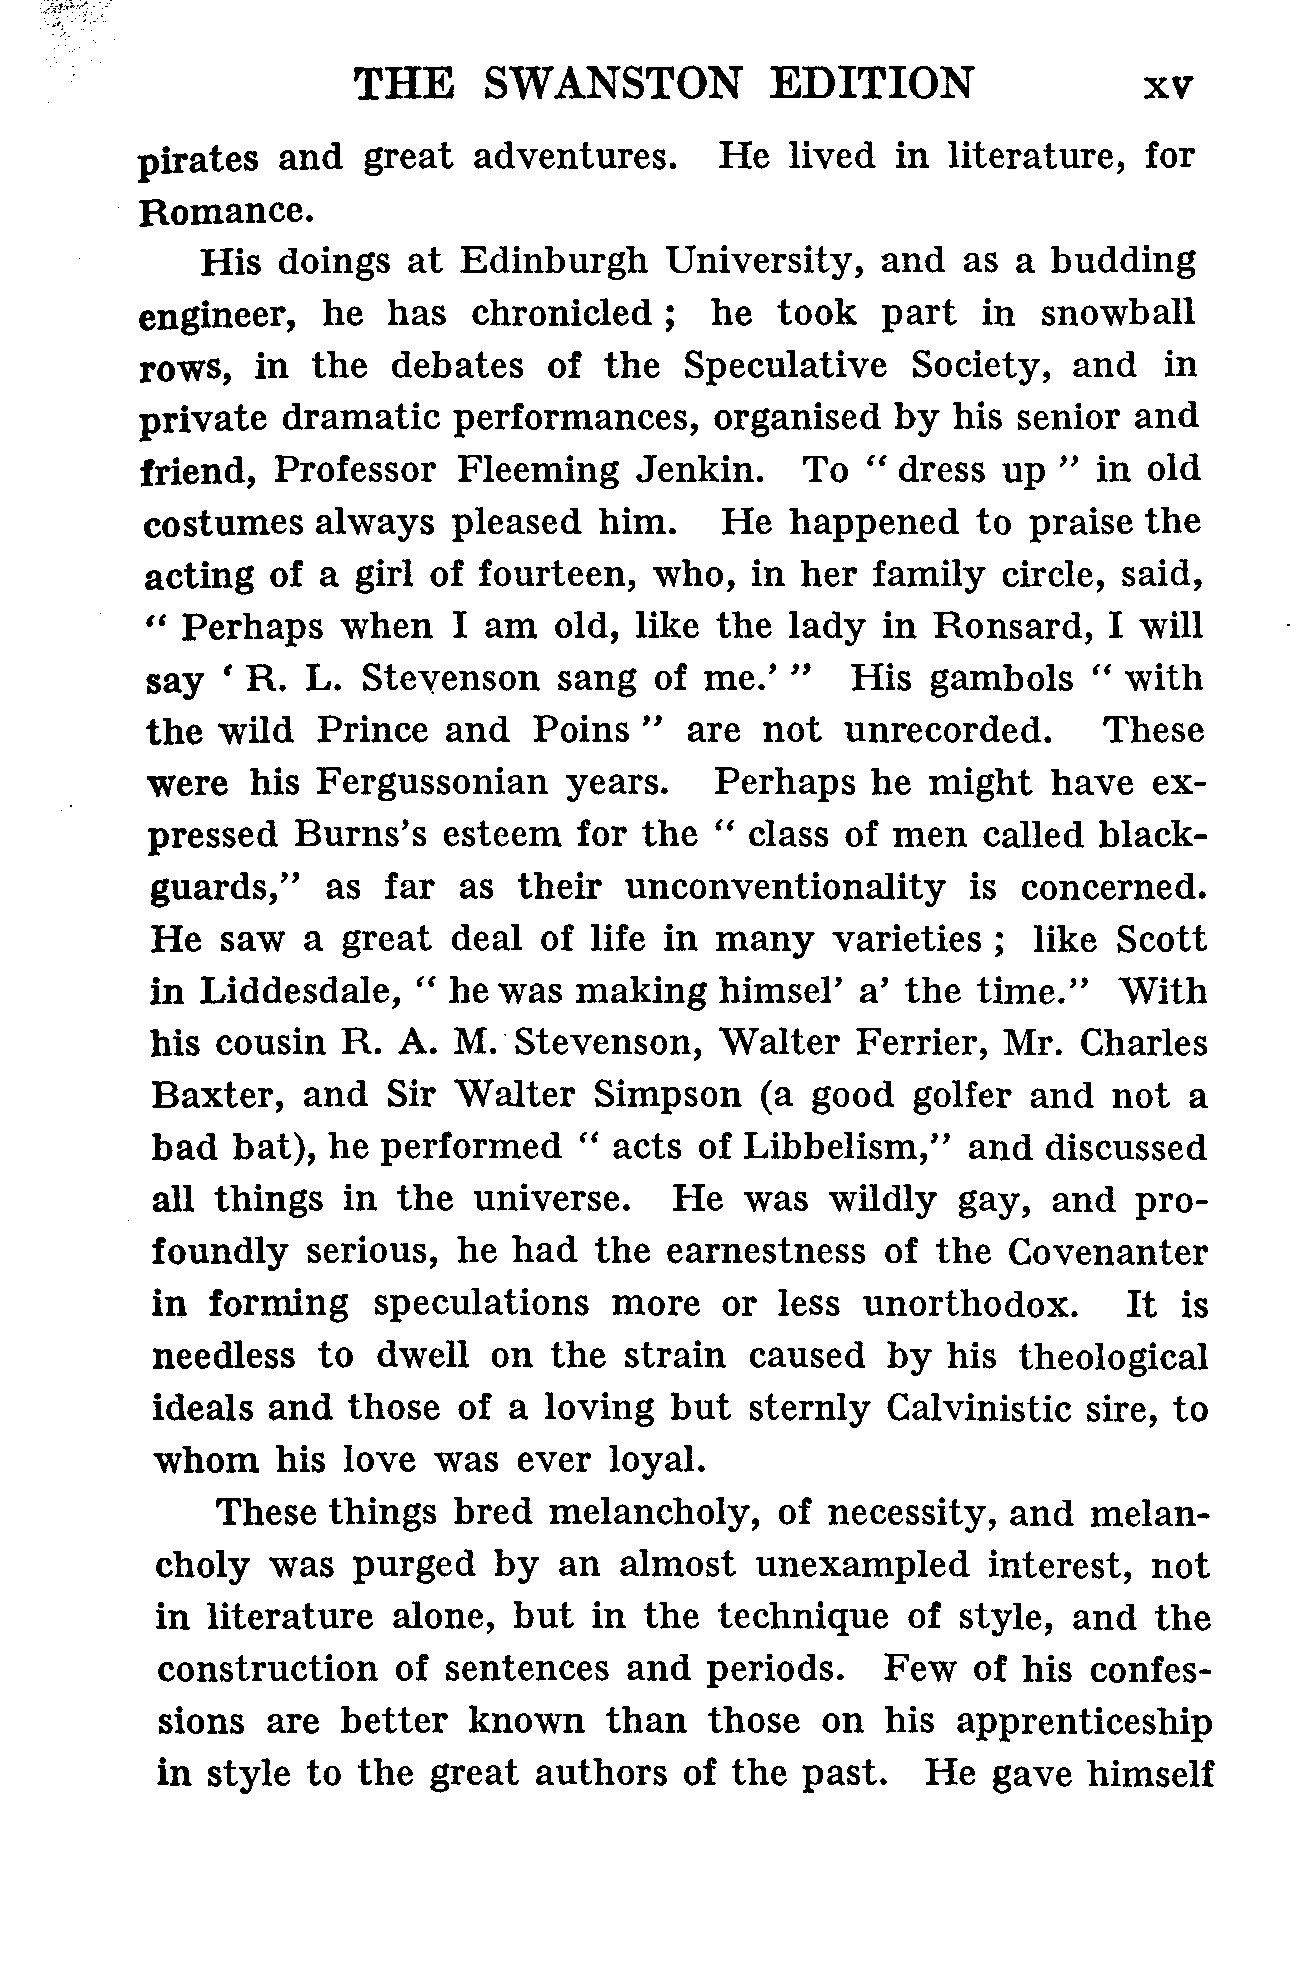 THE SWANSTON EDITION xv
pirates and great adventures. He lived in literature, for
Romance.
His doings at Edinburgh University, and as a budding
engineer, he has chronicled ; he took part in snowball
rows, in the debates of the Speculative Society, and in
private dramatic performances, organised by his senior and
friend, Professor Fleeming Jenkin. To " dress up " in old
costumes always pleased him. He happened to praise the
acting of a girl of fourteen, who, in her family circle, said,
" Perhaps when I am old, like the lady in Ronsard, I will
say ' R. L. Stevenson sang of me.' " His gambols " with
the wild Prince and Poins " are not unrecorded. These
were his Fergussonian years. Perhaps he might have ex-
pressed Burns's esteem for the " class of men called black-
guards," as far as their unconventionality is concerned.
He saw a great deal of life in many varieties ; like Scott
in Liddesdale, " he was making himsel' a' the time." With
his cousin R. A. M. Stevenson, Walter Ferrier, Mr. Charles
Baxter, and Sir Walter Simpson (a good golfer and not a
bad bat), he performed " acts of Libbelism," and discussed
all things in the universe. He was wildly gay, and pro-
foundly serious, he had the earnestness of the Covenanter
in forming speculations more or less unorthodox. It is
needless to dwell on the strain caused by his theological
ideals and those of a loving but sternly Calvinistic sire, to
whom his love was ever loyal.
These things bred melancholy, of necessity, and melan-
choly was purged by an almost unexampled interest, not
in literature alone, but in the technique of style, and the
construction of sentences and periods. Few of his confes-
sions are better known than those on his apprenticeship
in style to the great authors of the past. He gave himself